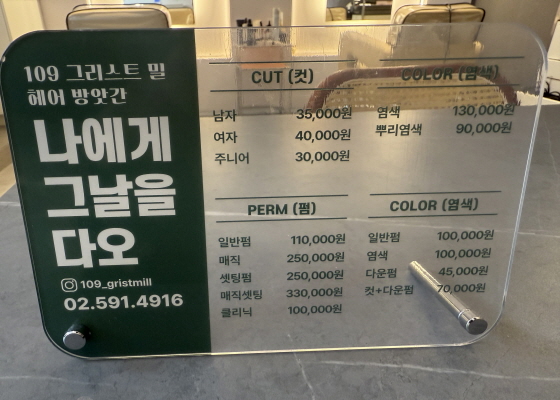 109 그리스트 밀
헤어 방앗간
나에게
그날을
다오
109_gristmill
02.591.4916
CUT (컷)
남자 35,000원
여자 40,000원
주니어 30,000원
COLOR (염색)
염색 130,000원
뿌리염색 90,000원
PERM (펌)
일반펌 110,000원
매직 250,000원
셋팅펌 250,000원
매직셋팅 330,000원
클리닉 100,000원
COLOR (염색)
일반펌 100,000원
염색 100,000원
다운펌 45,000원
컷+다운펌 70,000원